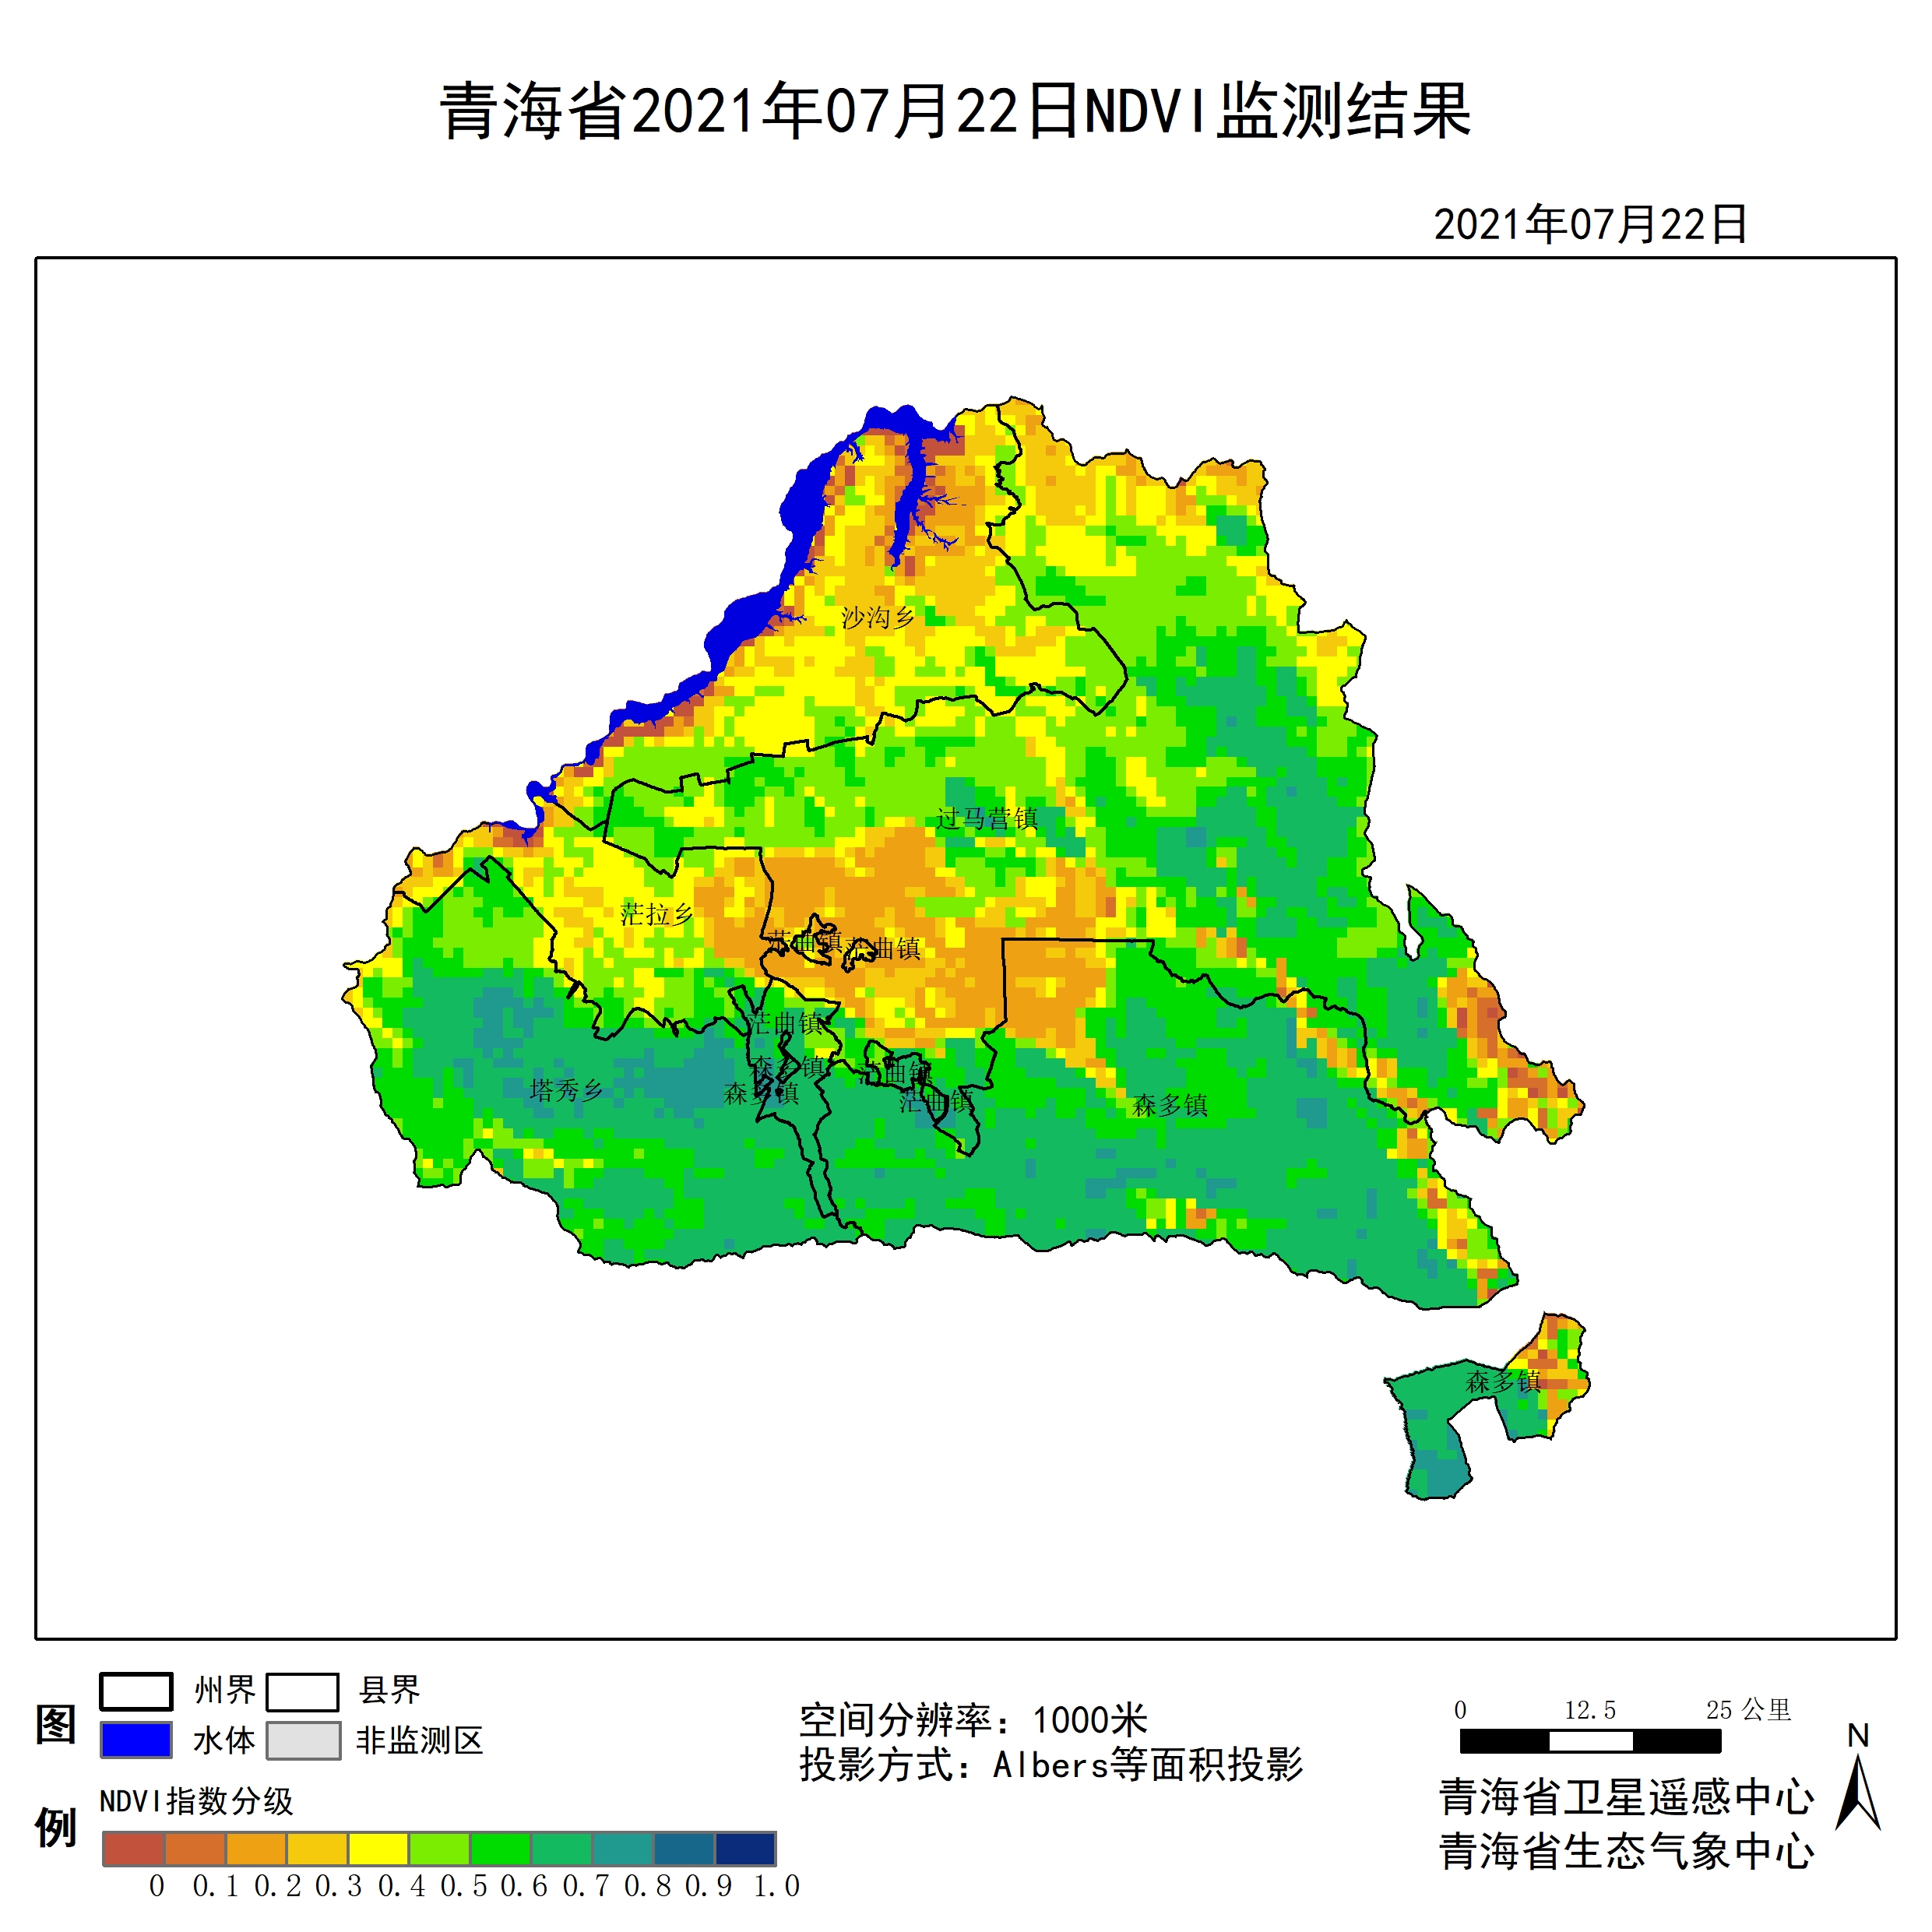 青海省2021年07月22日NDVI监测结果
2021年07月22日
沙沟乡
过马营镇
茫拉乡
茫曲镇
茫曲镇
茫曲镇
森多镇
茫曲镇
塔秀乡
森多镇
茫曲镇
森多镇
森多镇
图例
州界
县界
水体
非监测区
NDVI指数分级
0 0.1 0.2 0.3 0.4 0.5 0.6 0.7 0.8 0.9 1.0
空间分辨率：1000米
投影方式：Albers等面积投影
0 12.5 25 公里
N
青海省卫星遥感中心
青海省生态气象中心